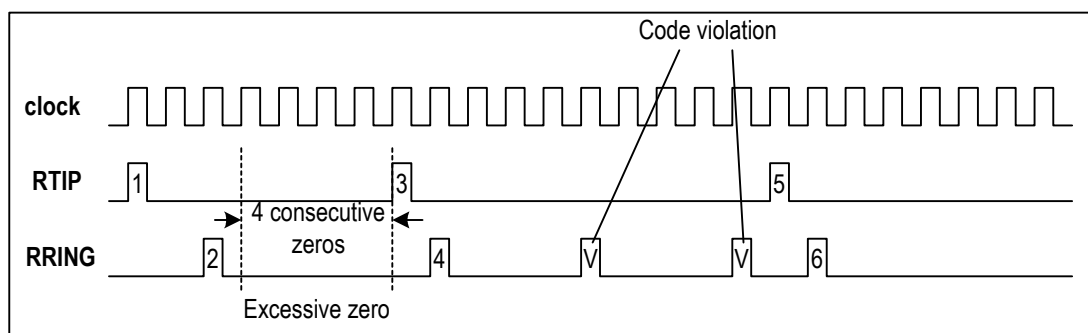 Code violation
clock
RTIP
1
3
5
4 consecutive
zeros
RRING
2
4
V
V
6
Excessive zero